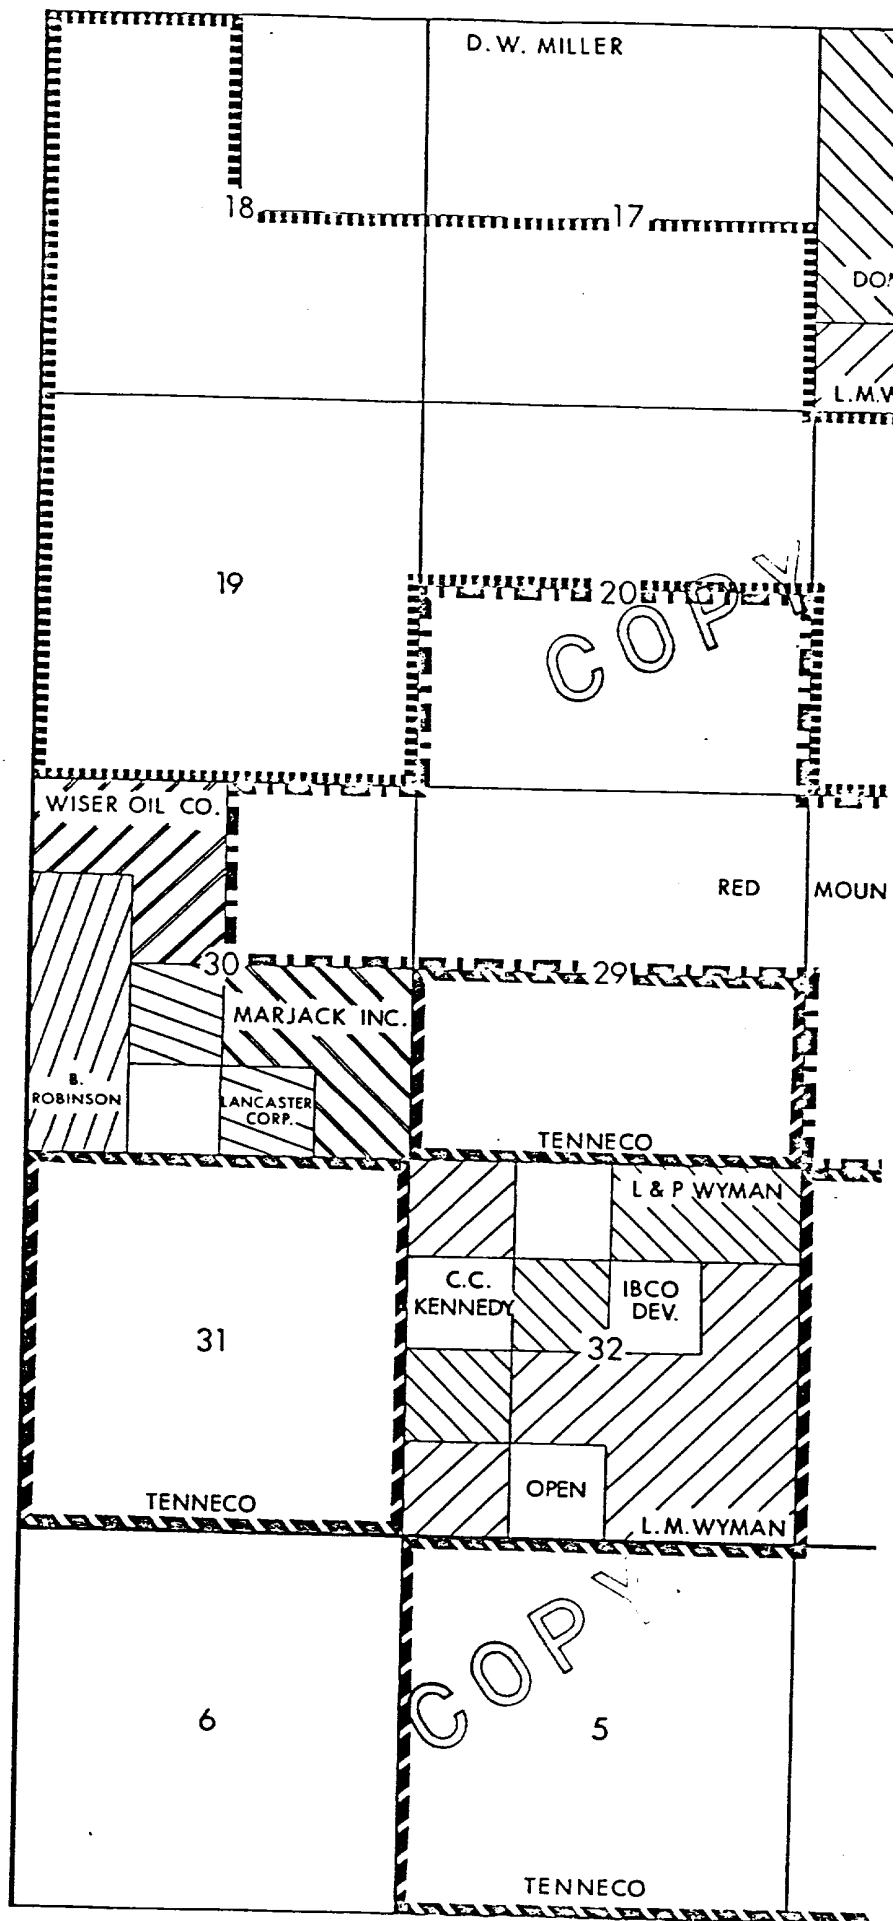 D.W. MILLER
18
17
DON
L.M.W
19
20
COPY
WISER OIL CO.
RED MOUN
30
29
MARJACK INC.
B.
ROBINSON
LANCASTER
CORP.
TENNECO
L & P WYMAN
C.C.
KENNEDY
IBCO
DEV.
31
32
OPEN
TENNECO
L.M. WYMAN
COPY
6
5
TENNECO